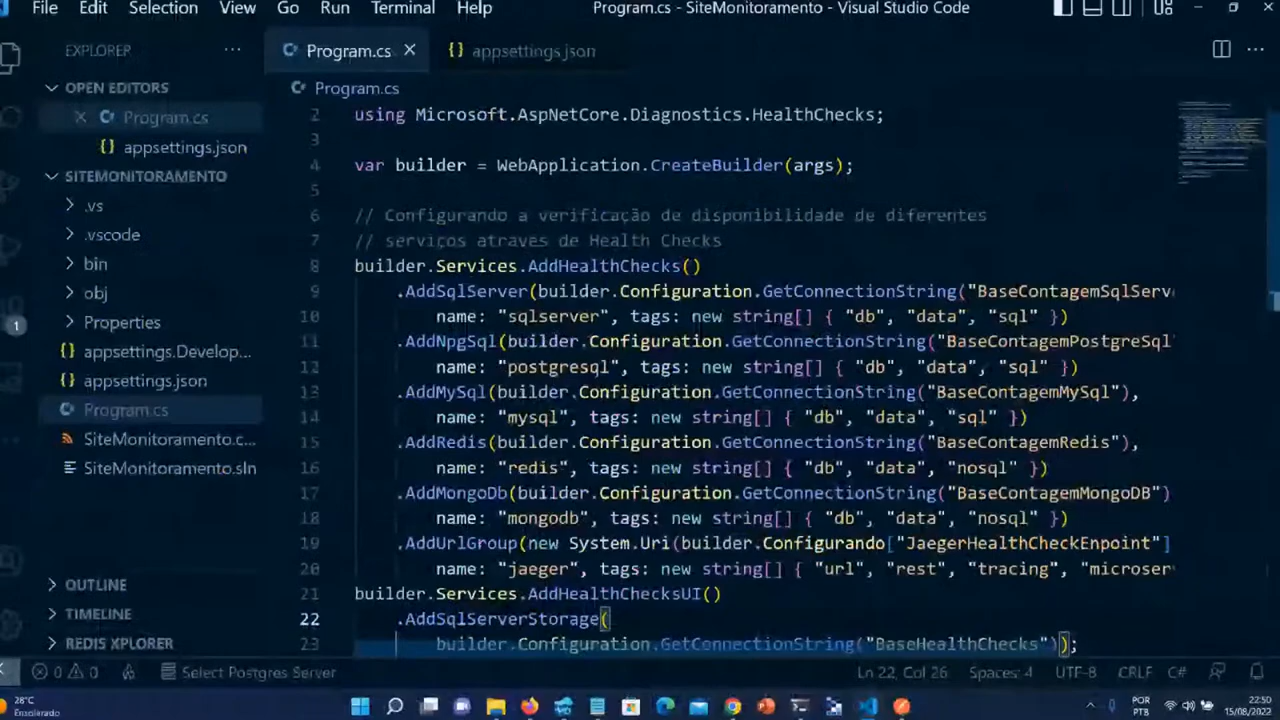 File Edit Selection View Go Run Terminal Help Program.cs - SiteMonitoramento - Visual Studio Code
EXPLORER ··· Program.cs appsettings.json
OPEN EDITORS
Program.cs
{} appsettings.json
SITEMONITORAMENTO
.vs
.vscode
bin
obj
Properties
1
{} appsettings.Develop...
{} appsettings.json
Program.cs
SiteMonitoramento.c...
SiteMonitoramento.sln
OUTLINE
TIMELINE
REDIS XPLORER
Program.cs
2 using Microsoft.AspNetCore.Diagnostics.HealthChecks;
3
4 var builder = WebApplication.CreateBuilder(args);
5
6 // Configurando a verificação de disponibilidade de diferentes
7 // serviços atraves de Health Checks
8 builder.Services.AddHealthChecks()
9 .AddSqlServer(builder.Configuration.GetConnectionString("BaseContagemSqlServe
10 name: "sqlserver", tags: new string[] { "db", "data", "sql" })
11 .AddNpgSql(builder.Configuration.GetConnectionString("BaseContagemPostgreSql"
12 name: "postgresql", tags: new string[] { "db", "data", "sql" })
13 .AddMySql(builder.Configuration.GetConnectionString("BaseContagemMySql"),
14 name: "mysql", tags: new string[] { "db", "data", "sql" })
15 .AddRedis(builder.Configuration.GetConnectionString("BaseContagemRedis"),
16 name: "redis", tags: new string[] { "db", "data", "nosql" })
17 .AddMongoDb(builder.Configuration.GetConnectionString("BaseContagemMongoDB")
18 name: "mongodb", tags: new string[] { "db", "data", "nosql" })
19 .AddUrlGroup(new System.Uri(builder.Configurando["JaegerHealthCheckEnpoint"]
20 name: "jaeger", tags: new string[] { "url", "rest", "tracing", "microser
21 builder.Services.AddHealthChecksUI()
22 .AddSqlServerStorage(
23 builder.Configuration.GetConnectionString("BaseHealthChecks"));
0 0 Select Postgres Server Ln 22, Col 26 Spaces: 4 UTF-8 CRLF C#
28°C
Ensolarado
POR
PTB
22:50
15/08/2022